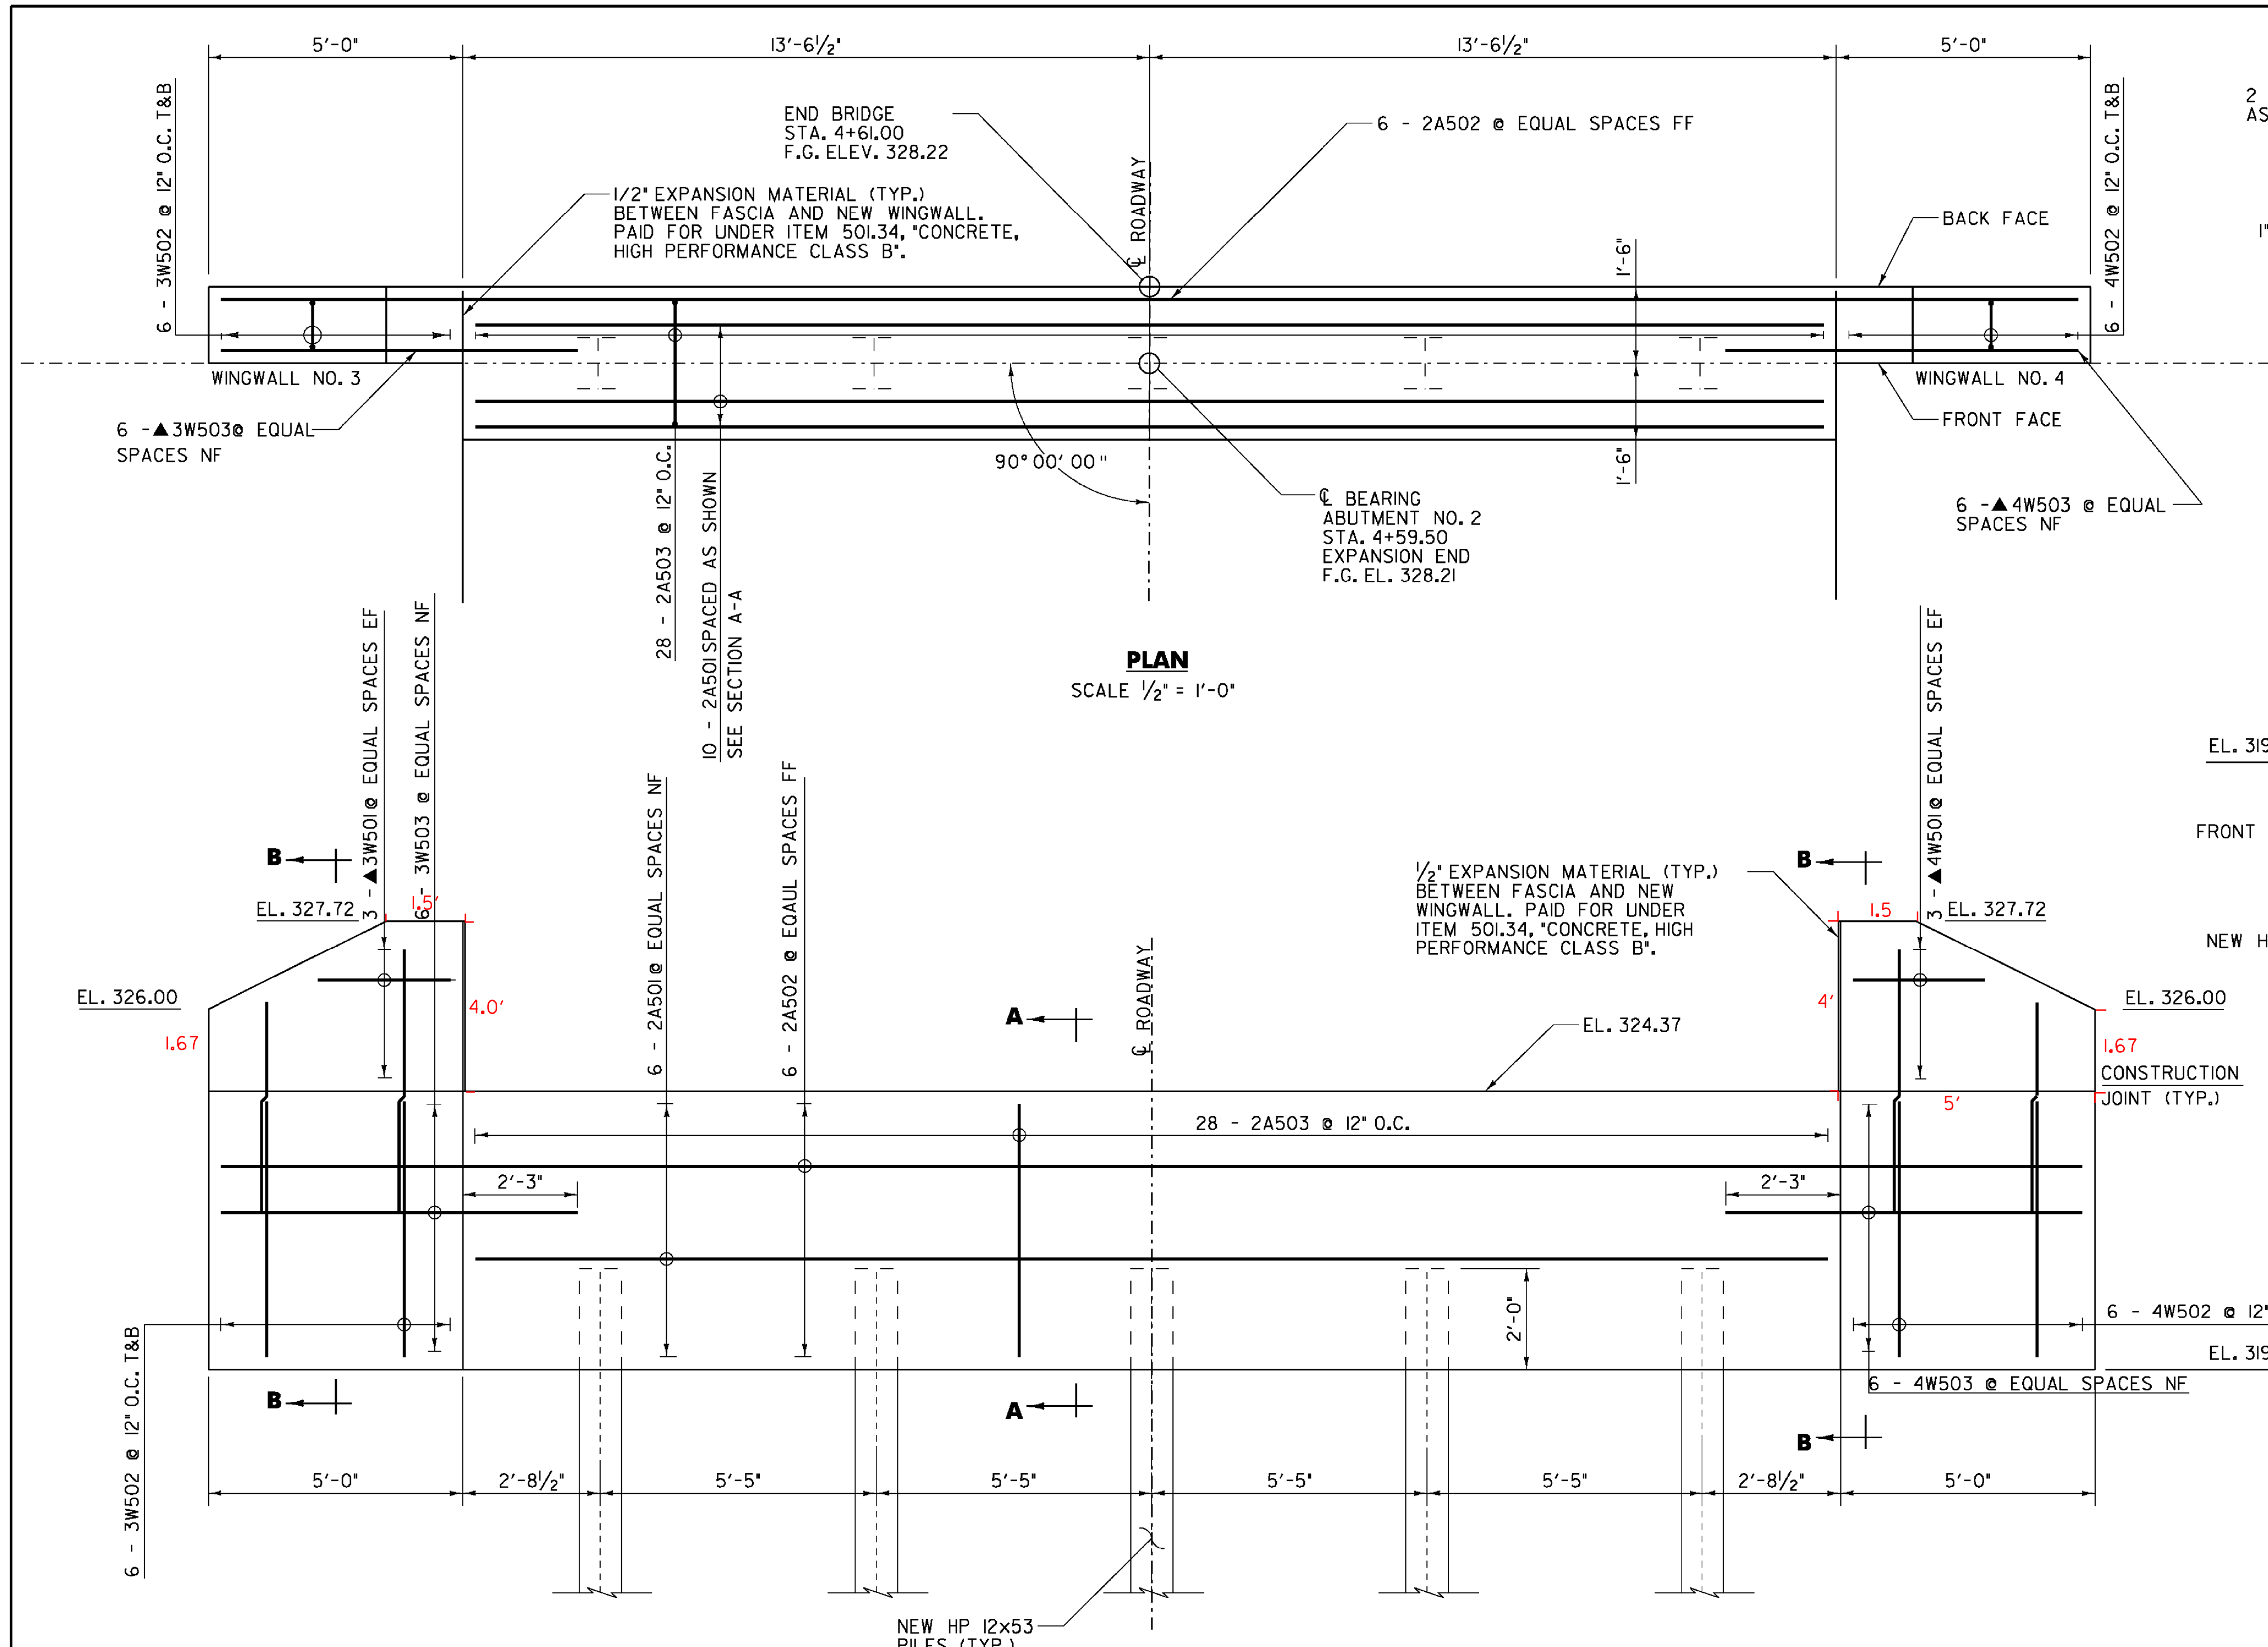 5'-0"
13'-6½"
13'-6½"
5'-0"
6 - 3W502 @ 12" O.C. T&B
END BRIDGE
STA. 4+61.00
F.G. ELEV. 328.22
6 - 2A502 @ EQUAL SPACES FF
6 - 4W502 @ 12" O.C. T&B
2
AS
1/2" EXPANSION MATERIAL (TYP.)
BETWEEN FASCIA AND NEW WINGWALL.
PAID FOR UNDER ITEM 501.34, "CONCRETE,
HIGH PERFORMANCE CLASS B".
℄ ROADWAY
1'-6"
BACK FACE
1"
WINGWALL NO. 3
WINGWALL NO. 4
6 -▲3W503@ EQUAL
SPACES NF
FRONT FACE
90°00'00"
1'-6"
28 - 2A503 @ 12" O.C.
10 - 2A501 SPACED AS SHOWN
SEE SECTION A-A
℄ BEARING
ABUTMENT NO. 2
STA. 4+59.50
EXPANSION END
F.G. EL. 328.21
6 -▲4W503 @ EQUAL
SPACES NF
PLAN
SCALE ½" = 1'-0"
3 -▲3W501@ EQUAL SPACES EF
6 - 3W503 @ EQUAL SPACES NF
6 - 2A501@ EQUAL SPACES NF
6 - 2A502 @ EQAUL SPACES FF
3 -▲4W501@ EQUAL SPACES EF
EL. 319
FRONT
B
B
½" EXPANSION MATERIAL (TYP.)
BETWEEN FASCIA AND NEW
WINGWALL. PAID FOR UNDER
ITEM 501.34, "CONCRETE, HIGH
PERFORMANCE CLASS B".
EL. 327.72
1.5'
1.5
EL. 327.72
NEW H
EL. 326.00
4.0'
A
℄ ROADWAY
EL. 324.37
4'
EL. 326.00
1.67
1.67
CONSTRUCTION
JOINT (TYP.)
5'
28 - 2A503 @ 12" O.C.
2'-3"
2'-3"
2'-0"
6 - 4W502 @ 12"
EL. 319
6 - 4W503 @ EQUAL SPACES NF
6 - 3W502 @ 12" O.C. T&B
B
A
B
5'-0"
2'-8½"
5'-5"
5'-5"
5'-5"
5'-5"
2'-8½"
5'-0"
NEW HP 12x53
PILES (TYP.)